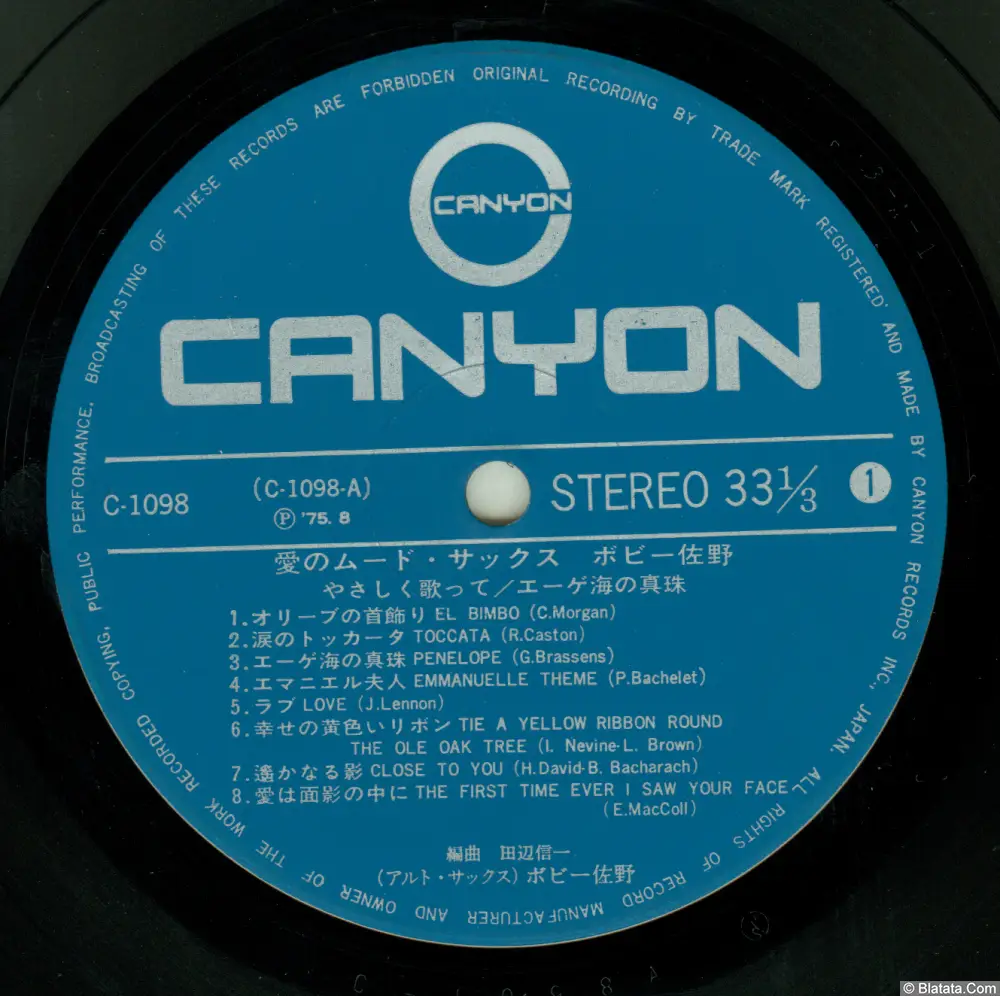 BROADCASTING OF THESE RECORDS ARE FORBIDDEN ORIGINAL RECORDING BY TRADE MARK REGISTERED AND MADE BY CANYON RECORDS INC., JAPAN. ALL RIGHTS OF RECORD MANUFACTURER AND OWNER OF THE WORK RECORDED COPYING, PUBLIC PERFORMANCE,
CANYON
CANYON
C-1098
(C-1098-A)
Ⓟ '75. 8
STEREO 33⅓
1
愛のムード・サックス ボビー佐野
やさしく歌って/エーゲ海の真珠
1.オリーブの首飾り EL BIMBO (C.Morgan)
2.涙のトッカータ TOCCATA (R.Caston)
3.エーゲ海の真珠 PENELOPE (G.Brassens)
4.エマニエル夫人 EMMANUELLE THEME (P.Bachelet)
5.ラブ LOVE (J.Lennon)
6.幸せの黄色いリボン TIE A YELLOW RIBBON ROUND
THE OLE OAK TREE (I. Nevine-L. Brown)
7.遙かなる影 CLOSE TO YOU (H.David-B. Bacharach)
8.愛は面影の中に THE FIRST TIME EVER I SAW YOUR FACE
(E.MacColl)
編曲 田辺信一
(アルト・サックス) ボビー佐野
© Blatata.Com